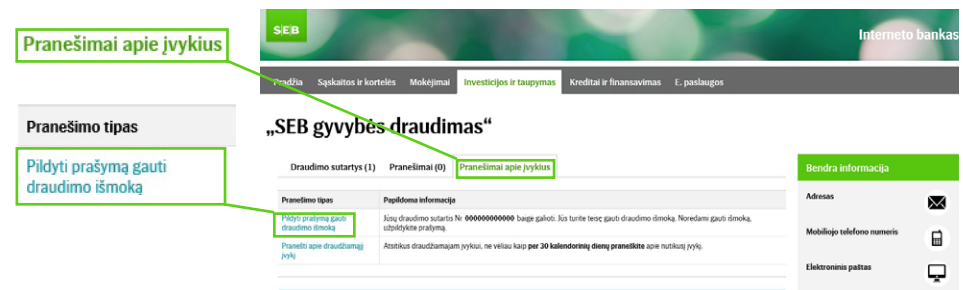 Pranešimai apie įvykius
Pranešimo tipas
Pildyti prašymą gauti
draudimo išmoką
SEB
Interneto bankas
Pradžia Sąskaitos ir kortelės Mokėjimai Investicijos ir taupymas Kreditai ir finansavimas E. paslaugos
„SEB gyvybės draudimas“
Draudimo sutartys (1) Pranešimai (0) Pranešimai apie įvykius
Pranešimo tipas Papildoma informacija
Pildyti prašymą gauti
draudimo išmoką
Jūsų draudimo sutartis Nr 000000000000 baigė galioti. Jūs turite teisę gauti draudimo išmoką. Norėdami gauti išmoką,
užpildykite prašymą.
Pranešti apie draudžiamąjį
įvykį
Atsitikus draudžiamajam įvykiui, ne vėliau kaip per 30 kalendorinių dienų praneškite apie nutikusį įvykį.
Bendra informacija
Adresas
Mobiliojo telefono numeris
Elektroninis paštas